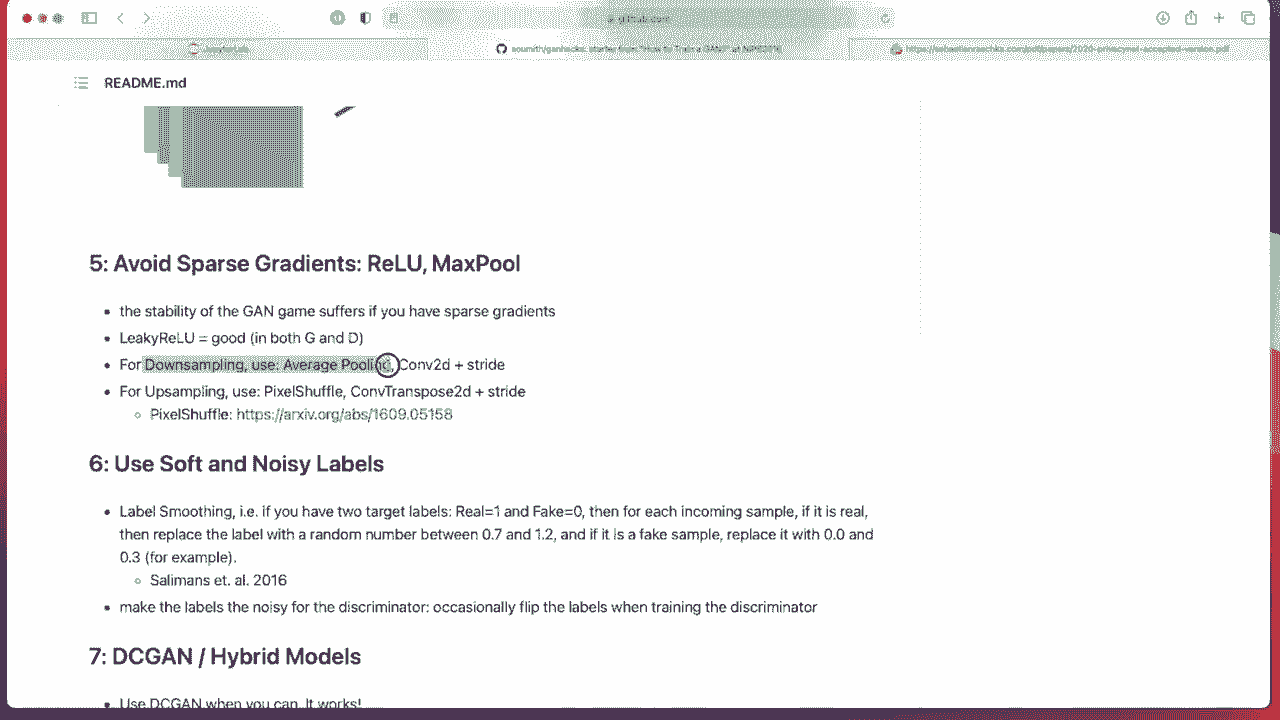 github.com
soumith/ganhacks: starter from "How to Train a GAN?" at NIPS2016
README.md
5: Avoid Sparse Gradients: ReLU, MaxPool
the stability of the GAN game suffers if you have sparse gradients
LeakyReLU = good (in both G and D)
For Downsampling, use: Average Pooling, Conv2d + stride
For Upsampling, use: PixelShuffle, ConvTranspose2d + stride
PixelShuffle: https://arxiv.org/abs/1609.05158
6: Use Soft and Noisy Labels
Label Smoothing, i.e. if you have two target labels: Real=1 and Fake=0, then for each incoming sample, if it is real,
then replace the label with a random number between 0.7 and 1.2, and if it is a fake sample, replace it with 0.0 and
0.3 (for example).
Salimans et. al. 2016
make the labels the noisy for the discriminator: occasionally flip the labels when training the discriminator
7: DCGAN / Hybrid Models
Use DCGAN when you can. It works!